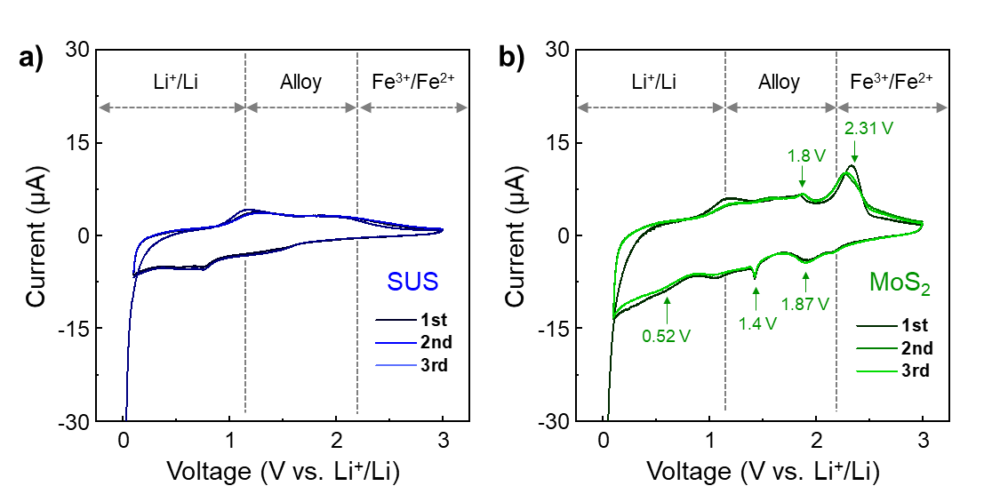 a)
30
15
0
-15
-30
Current (μA)
Li⁺/Li
Alloy
Fe³⁺/Fe²⁺
SUS
1st
2nd
3rd
0
1
2
3
Voltage (V vs. Li⁺/Li)
b)
30
15
0
-15
-30
Current (μA)
Li⁺/Li
Alloy
Fe³⁺/Fe²⁺
2.31 V
1.8 V
1.87 V
1.4 V
0.52 V
MoS₂
1st
2nd
3rd
0
1
2
3
Voltage (V vs. Li⁺/Li)